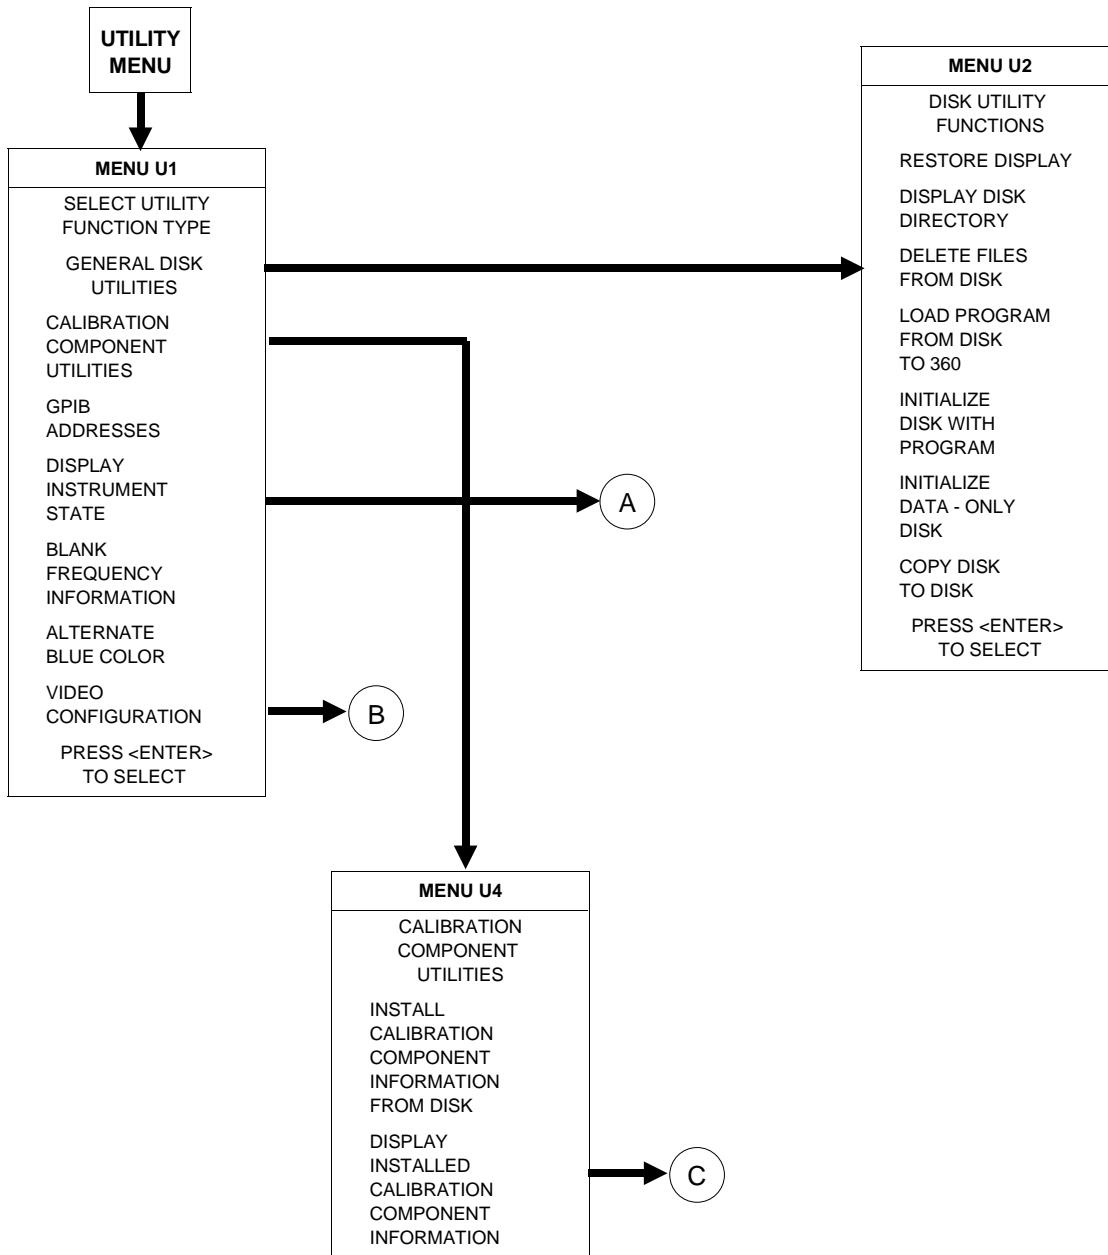 UTILITY
MENU
MENU U1
SELECT UTILITY
FUNCTION TYPE
GENERAL DISK
UTILITIES
CALIBRATION
COMPONENT
UTILITIES
GPIB
ADDRESSES
DISPLAY
INSTRUMENT
STATE
BLANK
FREQUENCY
INFORMATION
ALTERNATE
BLUE COLOR
VIDEO
CONFIGURATION
PRESS <ENTER>
TO SELECT
MENU U2
DISK UTILITY
FUNCTIONS
RESTORE DISPLAY
DISPLAY DISK
DIRECTORY
DELETE FILES
FROM DISK
LOAD PROGRAM
FROM DISK
TO 360
INITIALIZE
DISK WITH
PROGRAM
INITIALIZE
DATA - ONLY
DISK
COPY DISK
TO DISK
PRESS <ENTER>
TO SELECT
A
B
MENU U4
CALIBRATION
COMPONENT
UTILITIES
INSTALL
CALIBRATION
COMPONENT
INFORMATION
FROM DISK
DISPLAY
INSTALLED
CALIBRATION
COMPONENT
INFORMATION
C